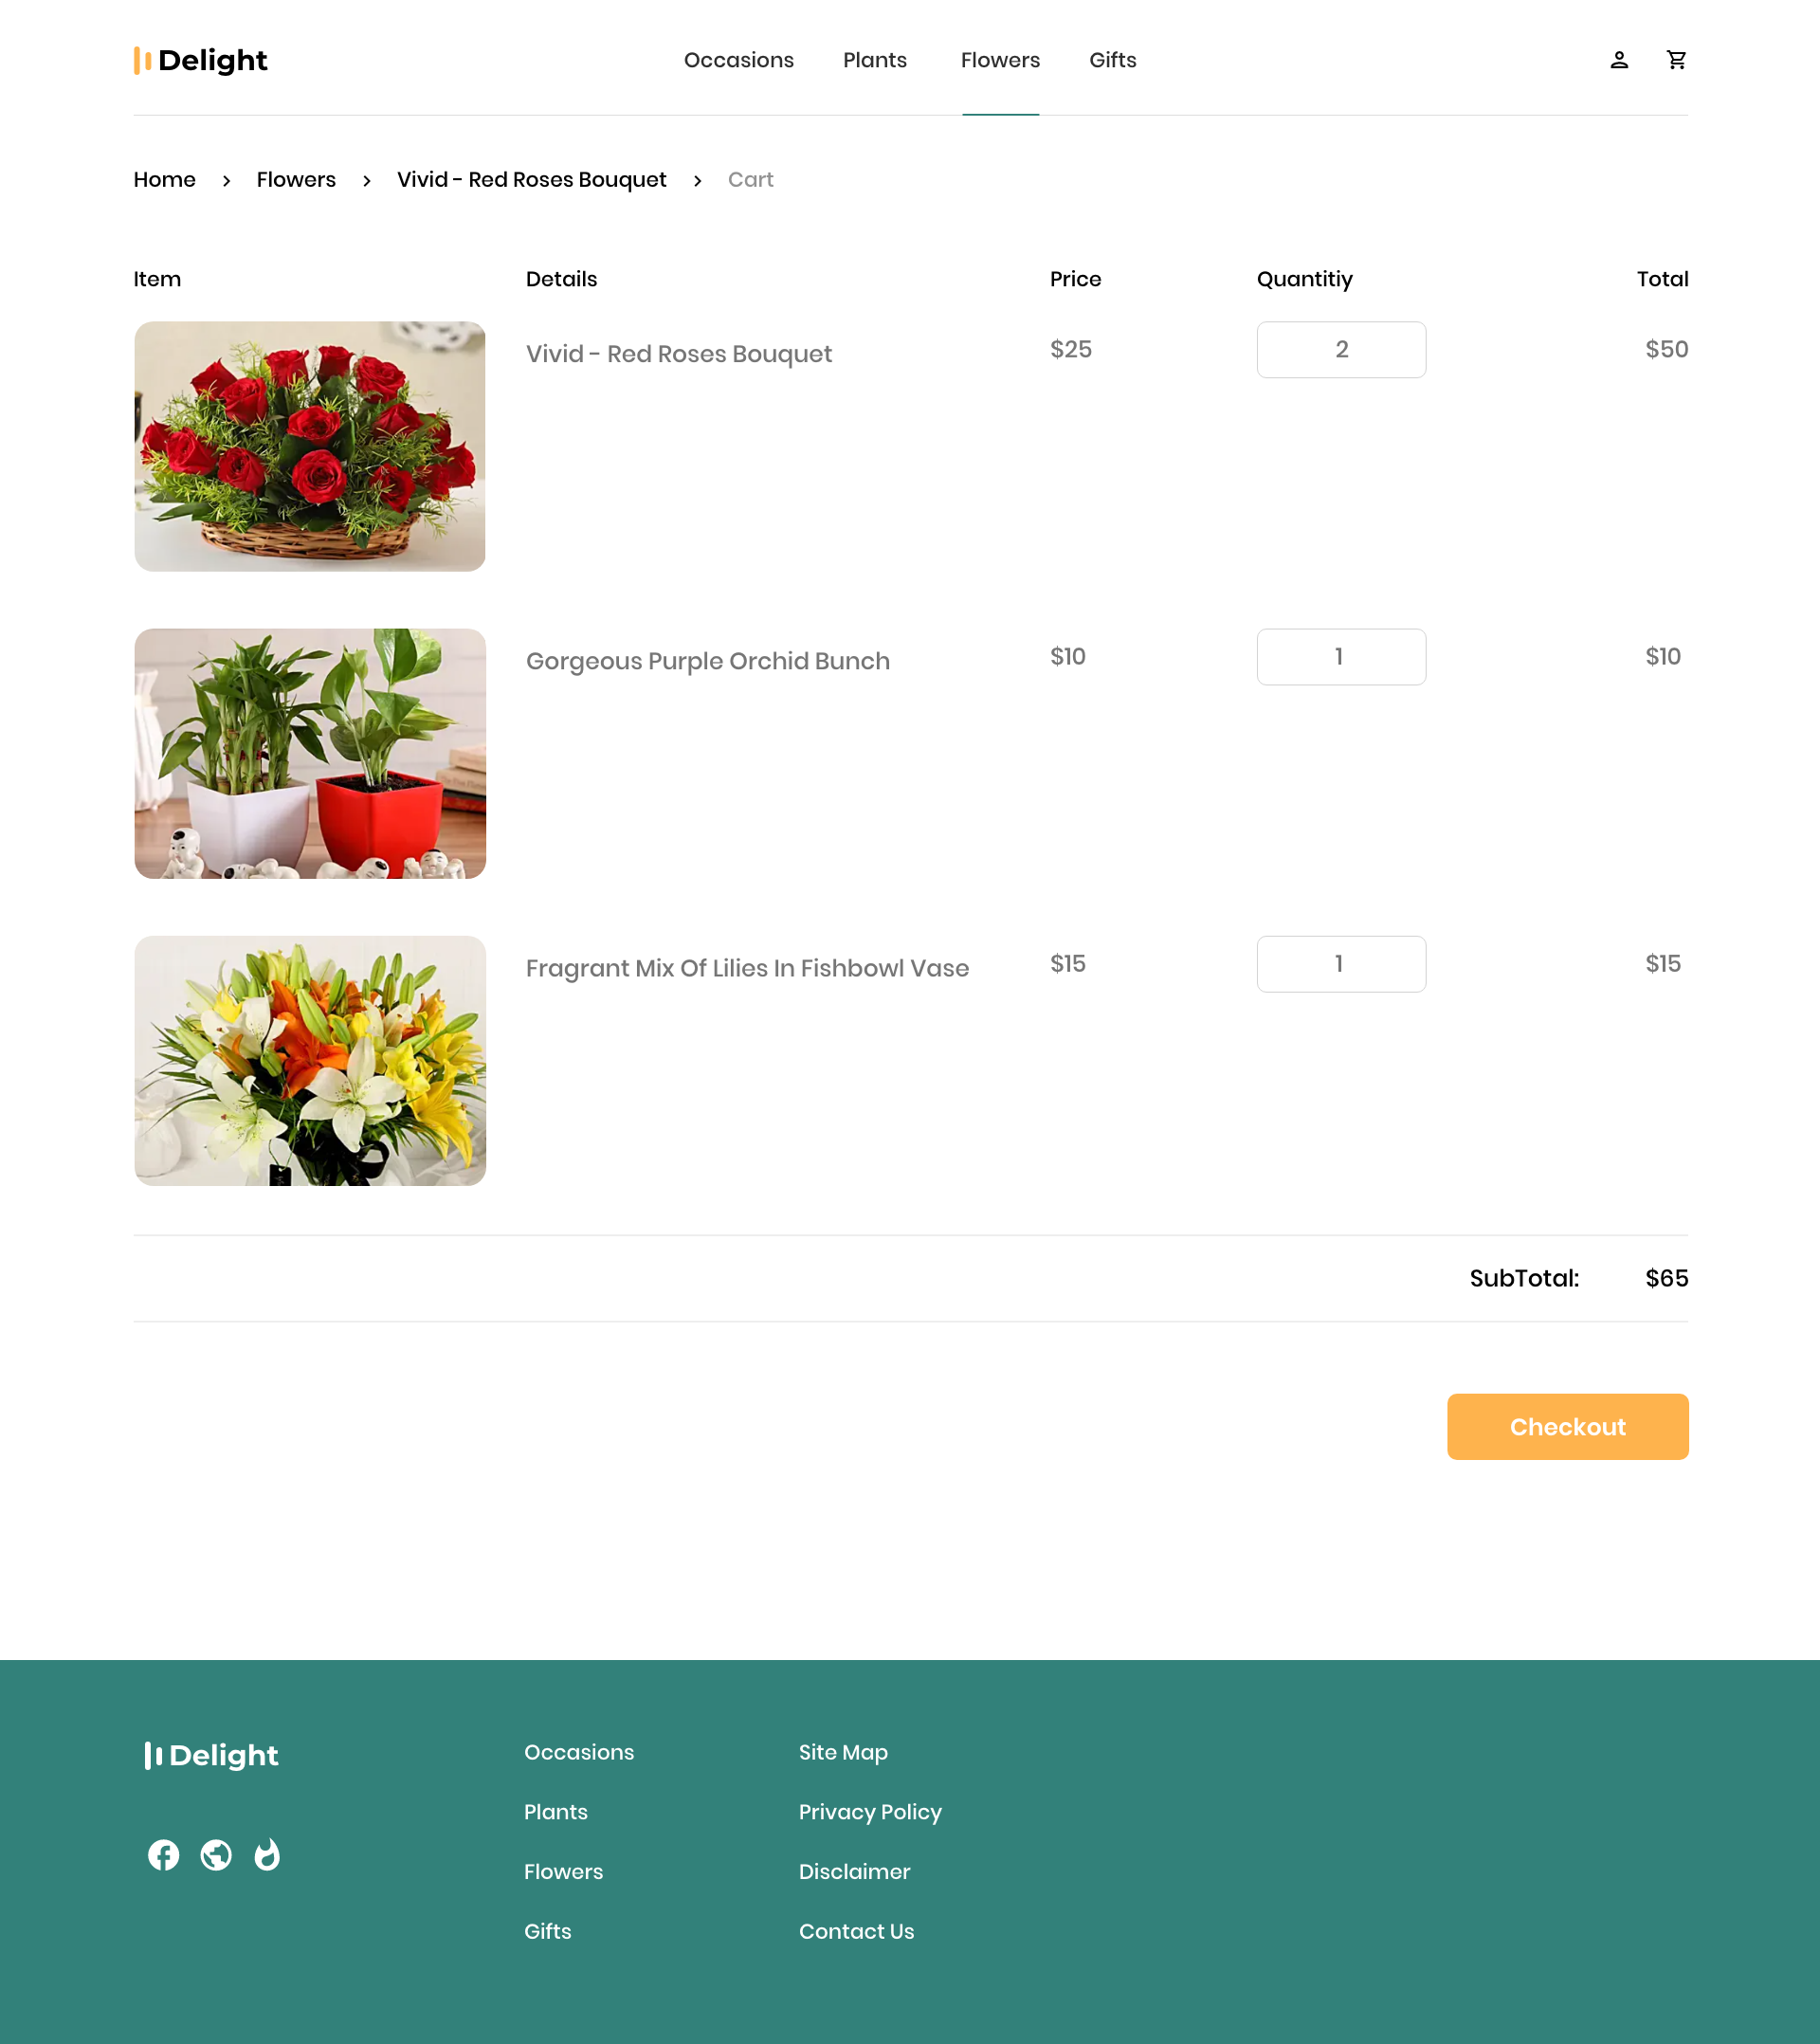 Delight Occasions Plants Flowers Gifts
Home > Flowers > Vivid - Red Roses Bouquet > Cart
Item Details Price Quantitiy Total
Vivid - Red Roses Bouquet $25 2 $50
Gorgeous Purple Orchid Bunch $10 1 $10
Fragrant Mix Of Lilies In Fishbowl Vase $15 1 $15
SubTotal: $65
Checkout
Delight
Occasions
Plants
Flowers
Gifts
Site Map
Privacy Policy
Disclaimer
Contact Us